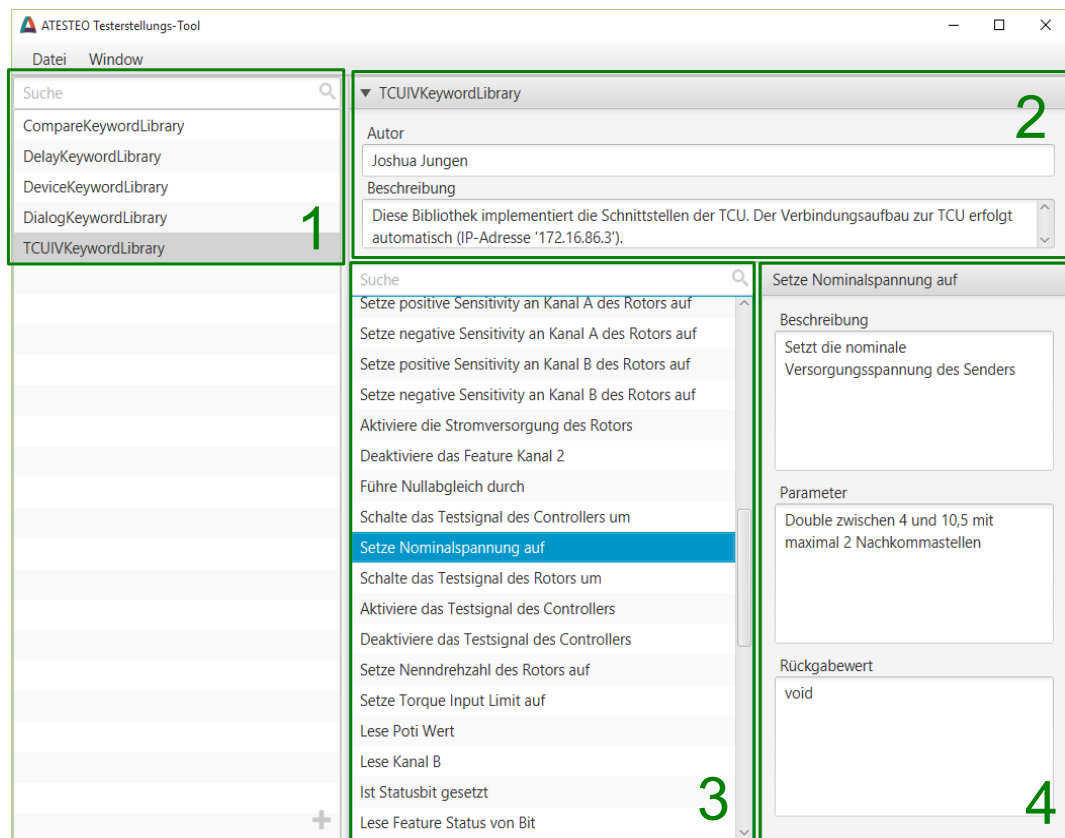 ATESTEO Testerstellungs-Tool
Datei Window
Suche
CompareKeywordLibrary
DelayKeywordLibrary
DeviceKeywordLibrary
DialogKeywordLibrary
TCUIVKeywordLibrary
1
TCUIVKeywordLibrary
2
Autor
Joshua Jungen
Beschreibung
Diese Bibliothek implementiert die Schnittstellen der TCU. Der Verbindungsaufbau zur TCU erfolgt
automatisch (IP-Adresse '172.16.86.3').
Suche
Setze positive Sensitivity an Kanal A des Rotors auf
Setze negative Sensitivity an Kanal A des Rotors auf
Setze positive Sensitivity an Kanal B des Rotors auf
Setze negative Sensitivity an Kanal B des Rotors auf
Aktiviere die Stromversorgung des Rotors
Deaktiviere das Feature Kanal 2
Führe Nullabgleich durch
Schalte das Testsignal des Controllers um
Setze Nominalspannung auf
Schalte das Testsignal des Rotors um
Aktiviere das Testsignal des Controllers
Deaktiviere das Testsignal des Controllers
Setze Nenndrehzahl des Rotors auf
Setze Torque Input Limit auf
Lese Poti Wert
Lese Kanal B
Ist Statusbit gesetzt
Lese Feature Status von Bit
3
Setze Nominalspannung auf
Beschreibung
Setzt die nominale
Versorgungsspannung des Senders
Parameter
Double zwischen 4 und 10,5 mit
maximal 2 Nachkommastellen
Rückgabewert
void
4